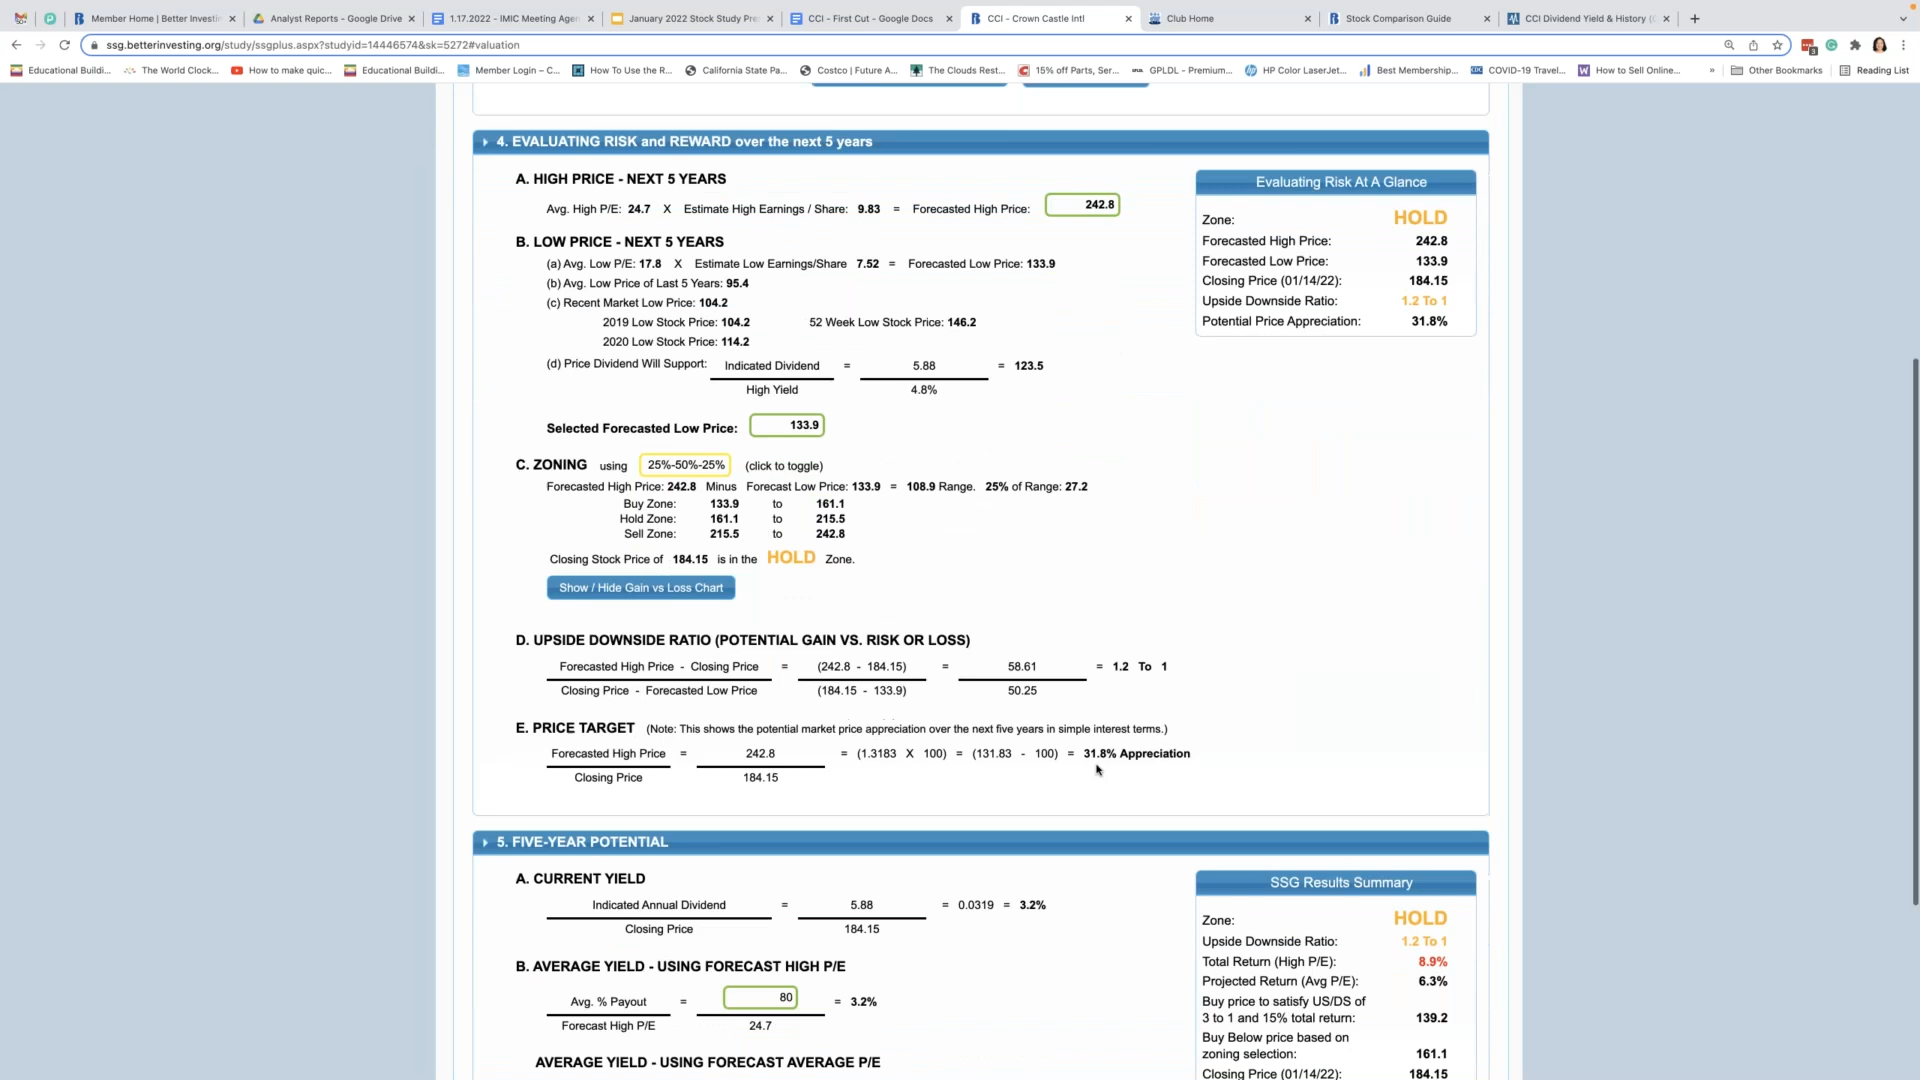 Member Home | Better Investin
Analyst Reports - Google Drive
1.17.2022 - IMIC Meeting Agen
January 2022 Stock Study Pre
CCI - First Cut - Google Docs
CCI - Crown Castle Intl
Club Home
Stock Comparison Guide
CCI Dividend Yield & History (
ssg.betterinvesting.org/study/ssgplus.aspx?studyid=14446574&sk=5272#valuation
Educational Buildi...
The World Clock...
How to make quic...
Educational Buildi...
Member Login – C...
How To Use the R...
California State Pa...
Costco | Future A...
The Clouds Rest...
15% off Parts, Ser...
GPLDL - Premium...
HP Color LaserJet...
Best Membership...
COVID-19 Travel...
How to Sell Online...
»
Other Bookmarks
Reading List
4. EVALUATING RISK and REWARD over the next 5 years
A. HIGH PRICE - NEXT 5 YEARS
Avg. High P/E: 24.7 X Estimate High Earnings / Share: 9.83 = Forecasted High Price: 242.8
B. LOW PRICE - NEXT 5 YEARS
(a) Avg. Low P/E: 17.8 X Estimate Low Earnings/Share 7.52 = Forecasted Low Price: 133.9
(b) Avg. Low Price of Last 5 Years: 95.4
(c) Recent Market Low Price: 104.2
2019 Low Stock Price: 104.2 52 Week Low Stock Price: 146.2
2020 Low Stock Price: 114.2
(d) Price Dividend Will Support: Indicated Dividend = 5.88 = 123.5
High Yield 4.8%
Selected Forecasted Low Price: 133.9
C. ZONING using 25%-50%-25% (click to toggle)
Forecasted High Price: 242.8 Minus Forecast Low Price: 133.9 = 108.9 Range. 25% of Range: 27.2
Buy Zone: 133.9 to 161.1
Hold Zone: 161.1 to 215.5
Sell Zone: 215.5 to 242.8
Closing Stock Price of 184.15 is in the HOLD Zone.
Show / Hide Gain vs Loss Chart
D. UPSIDE DOWNSIDE RATIO (POTENTIAL GAIN VS. RISK OR LOSS)
Forecasted High Price - Closing Price = (242.8 - 184.15) = 58.61 = 1.2 To 1
Closing Price - Forecasted Low Price (184.15 - 133.9) 50.25
E. PRICE TARGET (Note: This shows the potential market price appreciation over the next five years in simple interest terms.)
Forecasted High Price = 242.8 = (1.3183 X 100) = (131.83 - 100) = 31.8% Appreciation
Closing Price 184.15
Evaluating Risk At A Glance
Zone: HOLD
Forecasted High Price: 242.8
Forecasted Low Price: 133.9
Closing Price (01/14/22): 184.15
Upside Downside Ratio: 1.2 To 1
Potential Price Appreciation: 31.8%
5. FIVE-YEAR POTENTIAL
A. CURRENT YIELD
Indicated Annual Dividend = 5.88 = 0.0319 = 3.2%
Closing Price 184.15
B. AVERAGE YIELD - USING FORECAST HIGH P/E
Avg. % Payout = 80 = 3.2%
Forecast High P/E 24.7
AVERAGE YIELD - USING FORECAST AVERAGE P/E
SSG Results Summary
Zone: HOLD
Upside Downside Ratio: 1.2 To 1
Total Return (High P/E): 8.9%
Projected Return (Avg P/E): 6.3%
Buy price to satisfy US/DS of
3 to 1 and 15% total return: 139.2
Buy Below price based on
zoning selection: 161.1
Closing Price (01/14/22): 184.15